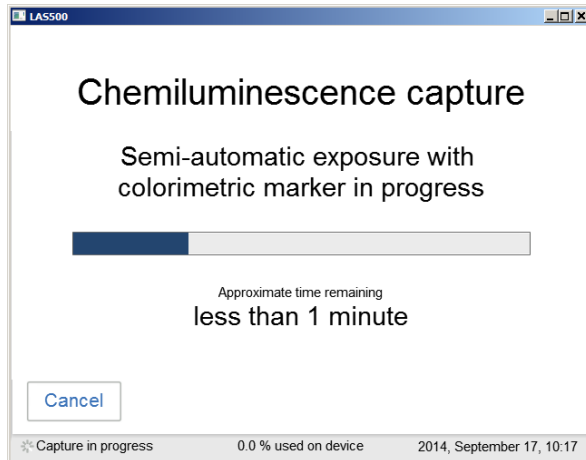 LAS500
Chemiluminescence capture
Semi-automatic exposure with
colorimetric marker in progress
Approximate time remaining
less than 1 minute
Cancel
Capture in progress 0.0 % used on device 2014, September 17, 10:17